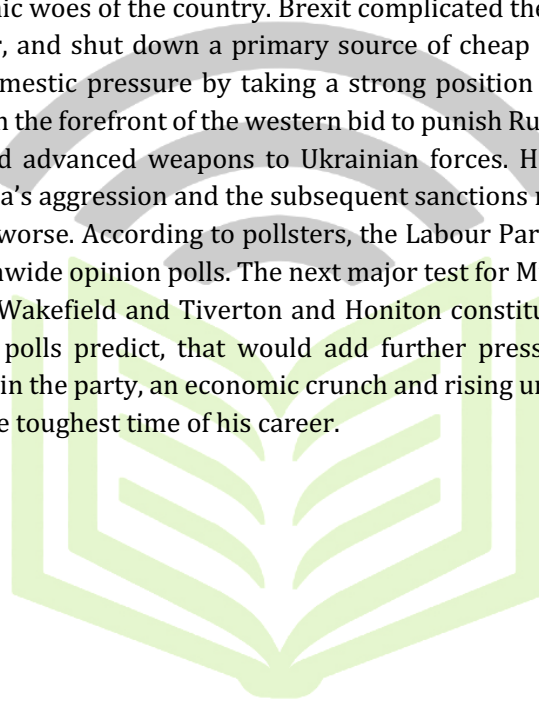 nic woes of the country. Brexit complicated the
r, and shut down a primary source of cheap
mestic pressure by taking a strong position
n the forefront of the western bid to punish Ru
d advanced weapons to Ukrainian forces. H
a’s aggression and the subsequent sanctions
worse. According to pollsters, the Labour Par
nwide opinion polls. The next major test for M
Wakefield and Tiverton and Honiton constitu
polls predict, that would add further press
in the party, an economic crunch and rising un
e toughest time of his career.